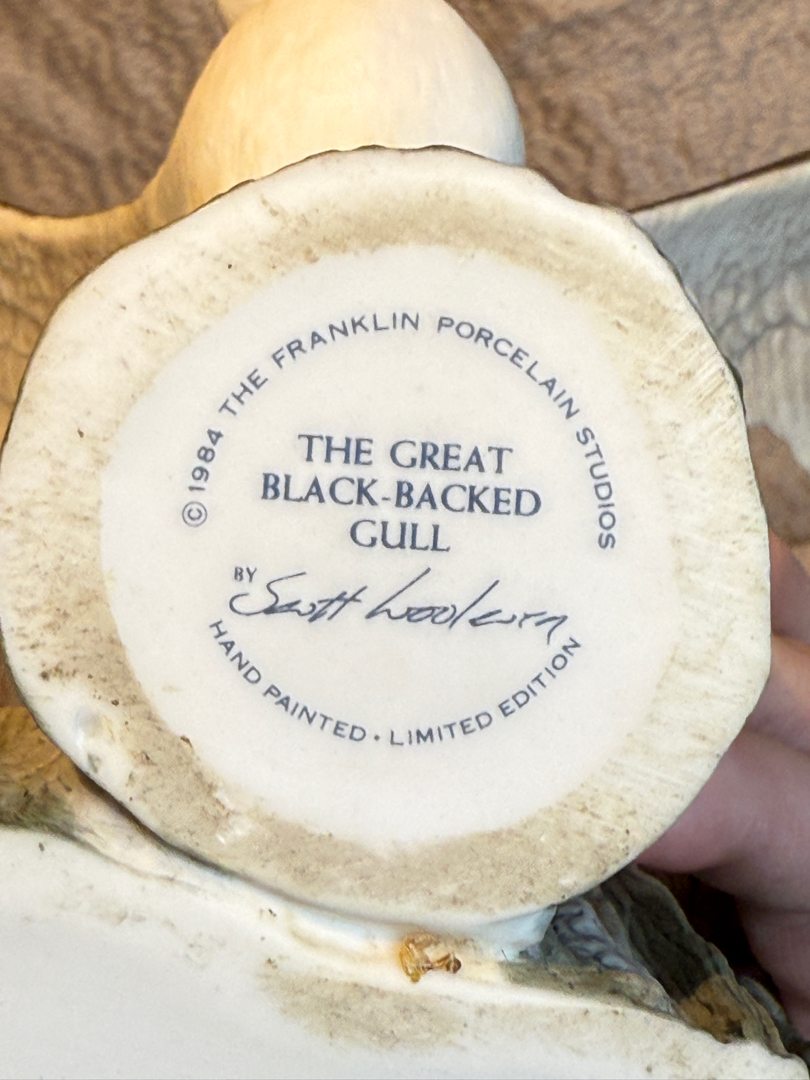 © 1984 THE FRANKLIN PORCELAIN STUDIOS
THE GREAT
BLACK-BACKED
GULL
BY Scott Woolever
HAND PAINTED • LIMITED EDITION